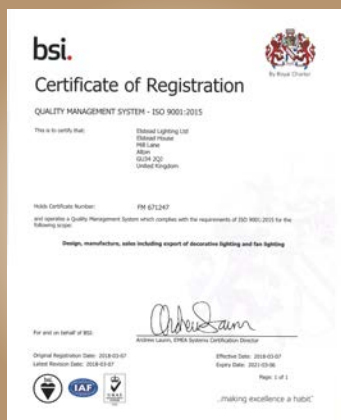 bsi.
By Royal Charter
Certificate of Registration
QUALITY MANAGEMENT SYSTEM - ISO 9001:2015
This is to certify that:
Elstead Lighting Ltd
Elstead House
Mill Lane
Alton
GU34 2QJ
United Kingdom
Holds Certificate Number:
FM 671247
and operates a Quality Management System which complies with the requirements of ISO 9001:2015 for the
following scope:
Design, manufacture, sales including export of decorative lighting and fan lighting
For and on behalf of BSI:
Andrew Launn, EMEA Systems Certification Director
Original Registration Date: 2018-03-07
Effective Date: 2018-03-07
Latest Revision Date: 2018-03-07
Expiry Date: 2021-03-06
Page: 1 of 1
bsi.
IAF
UKAS
...making excellence a habit.